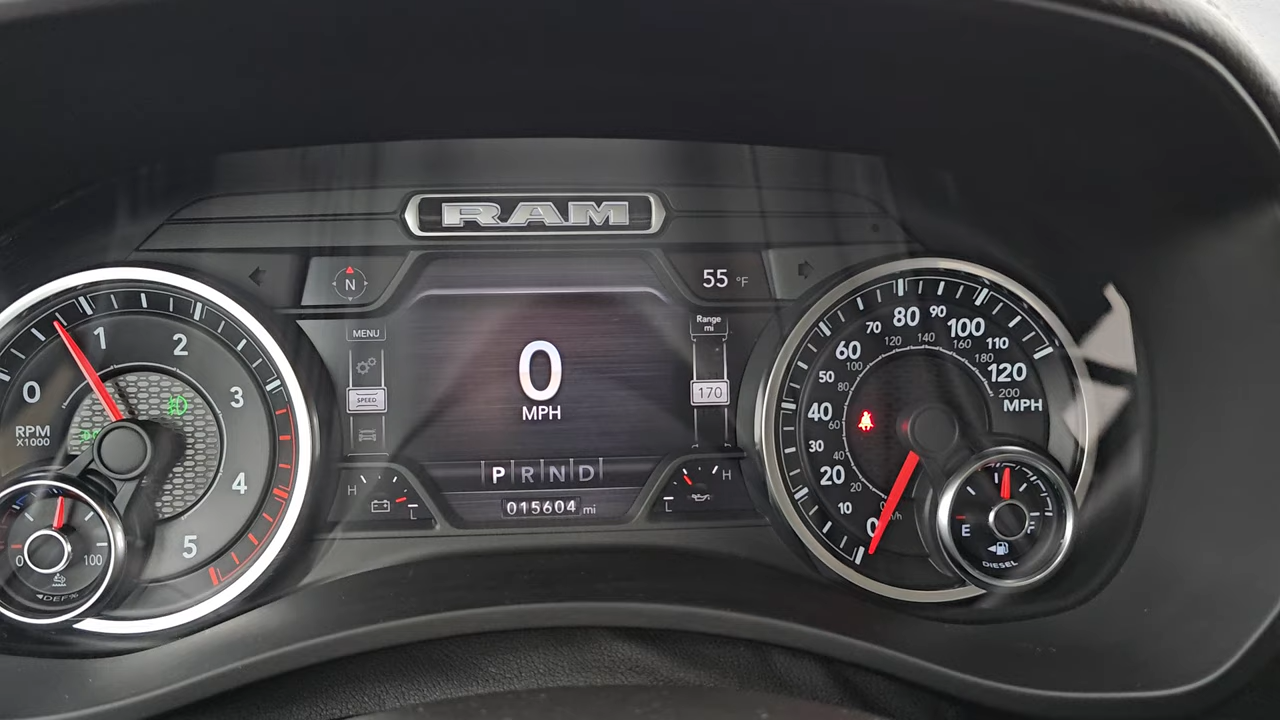 RAM
N
55 °F
MENU
SPEED
Range
mi
170
0
MPH
P R N D
015604 mi
H
L
H
L
0
1
2
3
4
5
RPM
X1000
0
100
DEF%
0
10
20
30
40
50
60
70
80
90
100
110
120
MPH
20
40
60
80
100
120
140
160
180
200
E
F
DIESEL